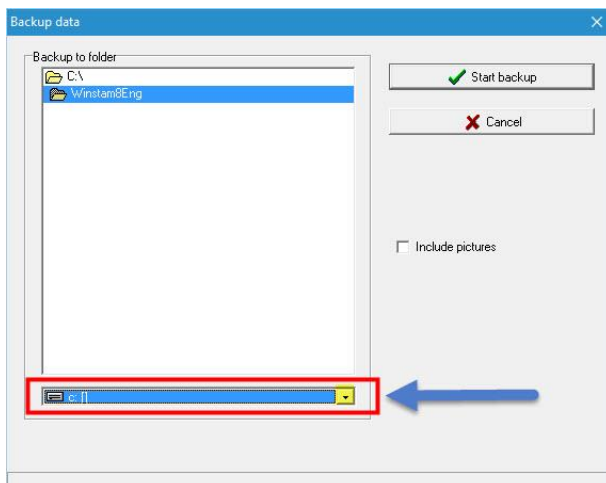 Backup data
Backup to folder
C:\
Winstam8Eng
c: []
Start backup
Cancel
Include pictures